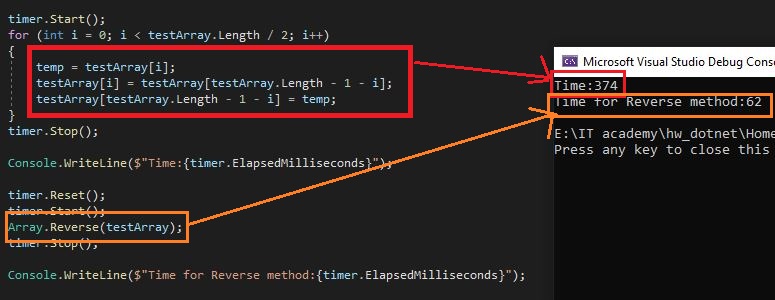 timer.Start();
for (int i = 0; i < testArray.Length / 2; i++)
{
temp = testArray[i];
testArray[i] = testArray[testArray.Length - 1 - i];
testArray[testArray.Length - 1 - i] = temp;
}
timer.Stop();
Console.WriteLine($"Time:{timer.ElapsedMilliseconds}");
timer.Reset();
timer.Start();
Array.Reverse(testArray);
timer.Stop();
Console.WriteLine($"Time for Reverse method:{timer.ElapsedMilliseconds}");
C:\
Microsoft Visual Studio Debug Conso
Time:374
Time for Reverse method:62
E:\IT academy\hw_dotnet\Home
Press any key to close this